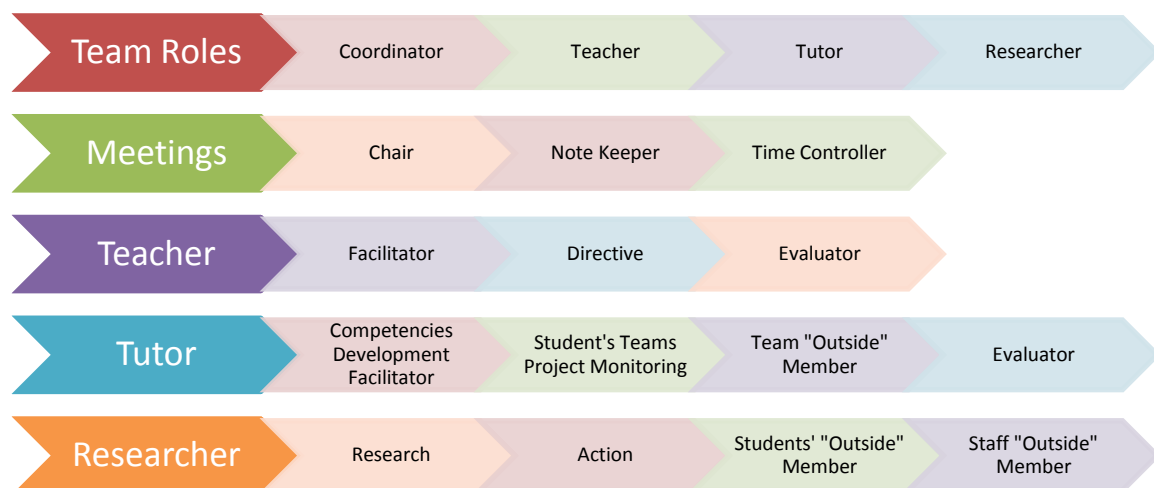 Team Roles
Coordinator
Teacher
Tutor
Researcher
Meetings
Chair
Note Keeper
Time Controller
Teacher
Facilitator
Directive
Evaluator
Tutor
Competencies
Development
Facilitator
Student's Teams
Project Monitoring
Team "Outside"
Member
Evaluator
Researcher
Research
Action
Students' "Outside"
Member
Staff "Outside"
Member